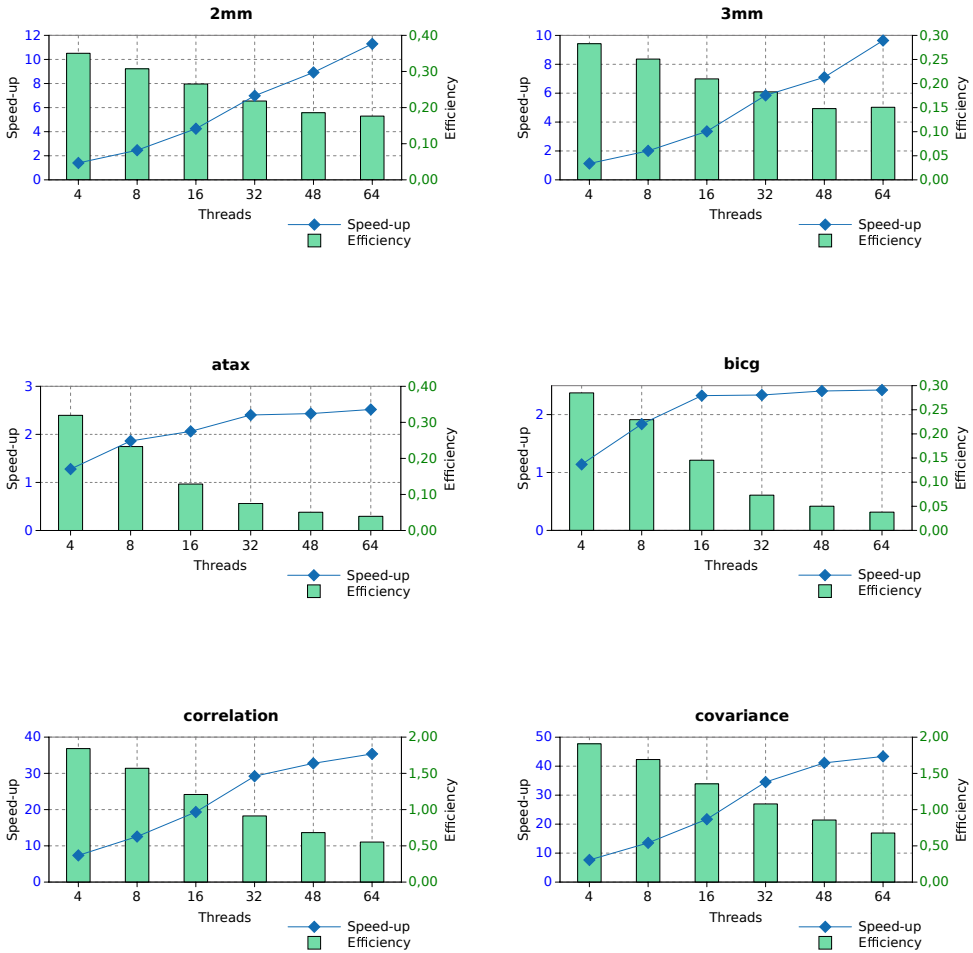 2mm
12
10
8
6
4
2
0
Speed-up
0,40
0,30
0,20
0,10
0,00
Efficiency
4 8 16 32 48 64
Threads
Speed-up
Efficiency
3mm
10
8
6
4
2
0
Speed-up
0,30
0,25
0,20
0,15
0,10
0,05
0,00
Efficiency
4 8 16 32 48 64
Threads
Speed-up
Efficiency
atax
3
2
1
0
Speed-up
0,40
0,30
0,20
0,10
0,00
Efficiency
4 8 16 32 48 64
Threads
Speed-up
Efficiency
bicg
2
1
0
Speed-up
0,30
0,25
0,20
0,15
0,10
0,05
0,00
Efficiency
4 8 16 32 48 64
Threads
Speed-up
Efficiency
correlation
40
30
20
10
0
Speed-up
2,00
1,50
1,00
0,50
0,00
Efficiency
4 8 16 32 48 64
Threads
Speed-up
Efficiency
covariance
50
40
30
20
10
0
Speed-up
2,00
1,50
1,00
0,50
0,00
Efficiency
4 8 16 32 48 64
Threads
Speed-up
Efficiency